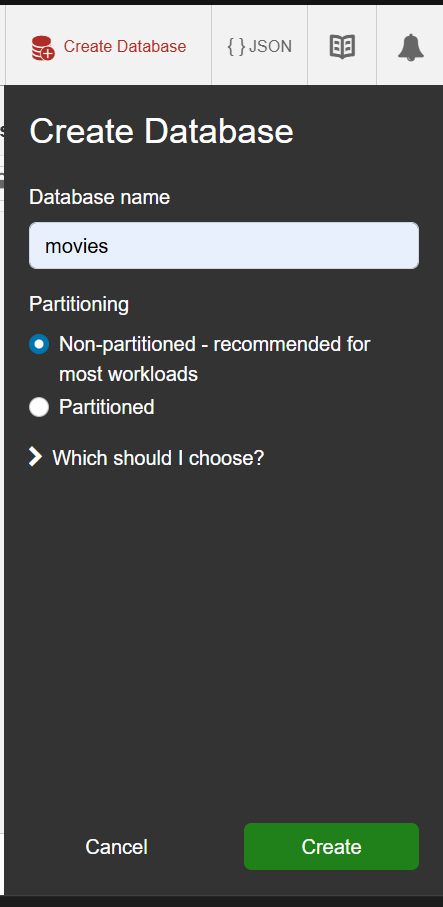 Create Database
{ } JSON
Create Database
Database name
movies
Partitioning
Non-partitioned - recommended for
most workloads
Partitioned
Which should I choose?
Cancel
Create